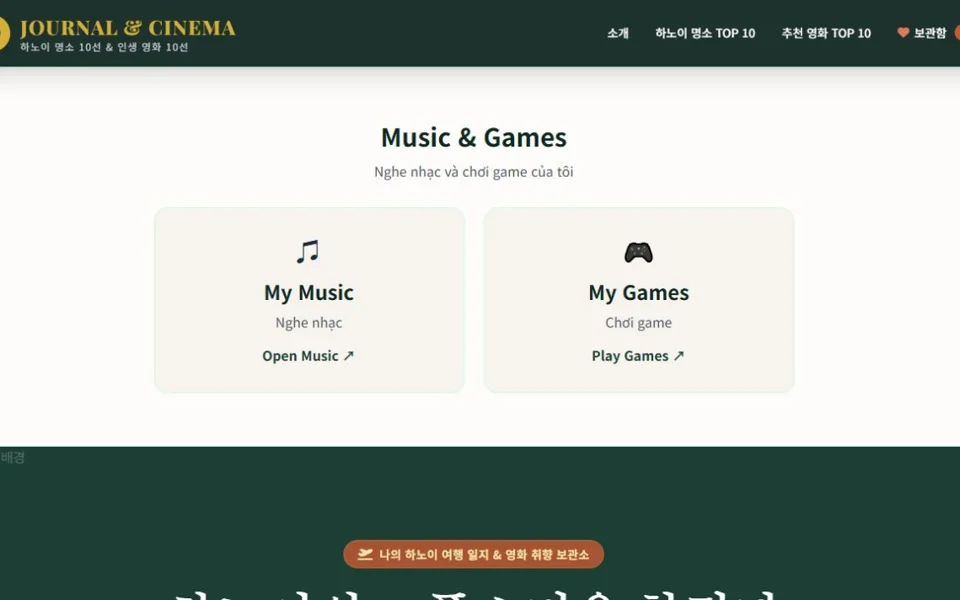 JOURNAL & CINEMA
하노이 명소 10선 & 인생 영화 10선
소개
하노이 명소 TOP 10
추천 영화 TOP 10
보관함
Music & Games
Nghe nhạc và chơi game của tôi
My Music
Nghe nhạc
Open Music ↗
My Games
Chơi game
Play Games ↗
배경
나의 하노이 여행 일지 & 영화 취향 보관소